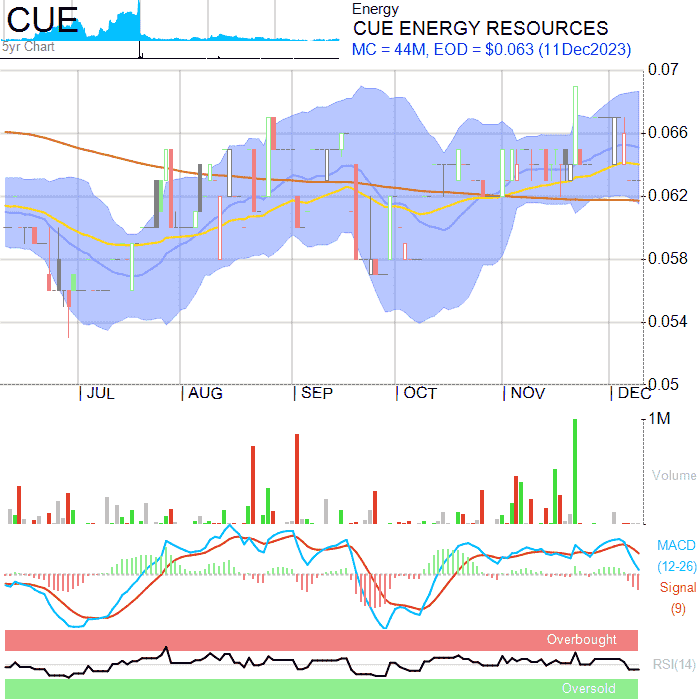 CUE
5yr Chart
Energy
CUE ENERGY RESOURCES
MC = 44M, EOD = $0.063 (11Dec2023)
0.07
0.066
0.062
0.058
0.054
0.05
JUL AUG SEP OCT NOV DEC
1M
Volume
MACD
(12-26)
Signal
(9)
Overbought
RSI(14)
Oversold